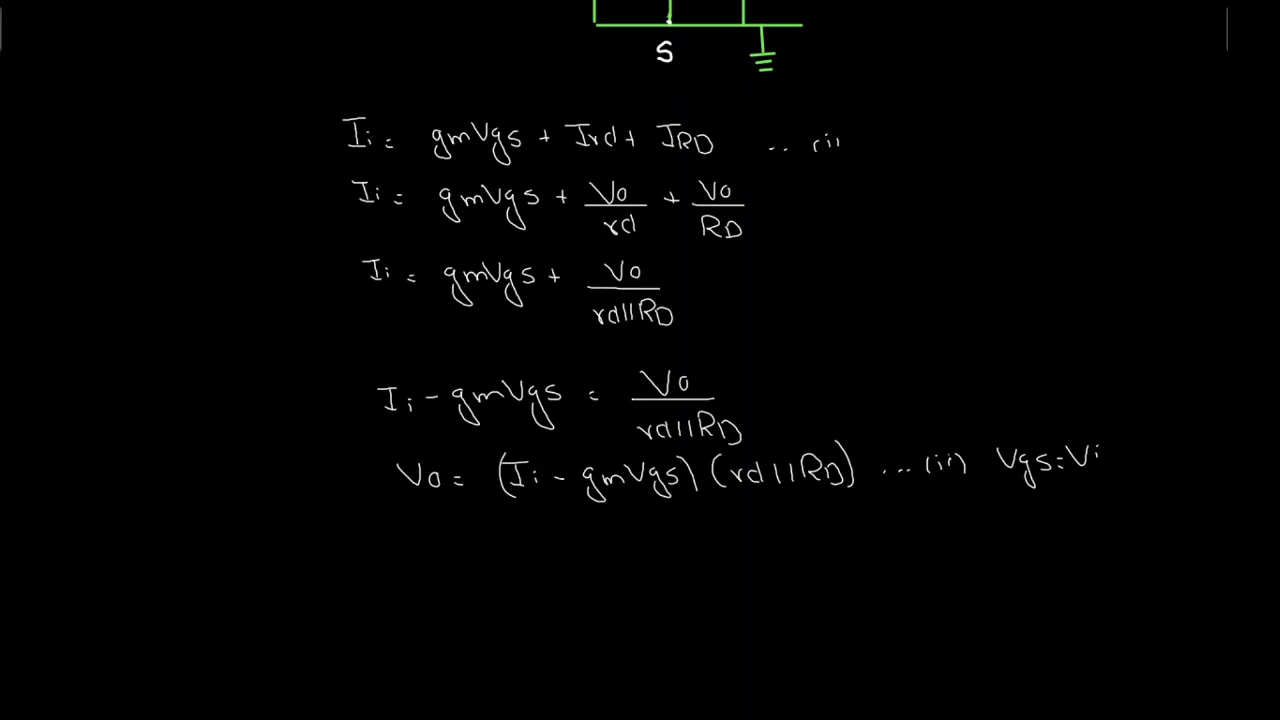 S
Ii = gmVgs + Ird + IRD .. (i)
Ii = gmVgs + Vo/rd + Vo/RD
Ii = gmVgs + Vo/rd||RD
Ii - gmVgs = Vo/rd||RD
Vo = (Ii - gmVgs) (rd||RD) ... (ii) Vgs = Vi